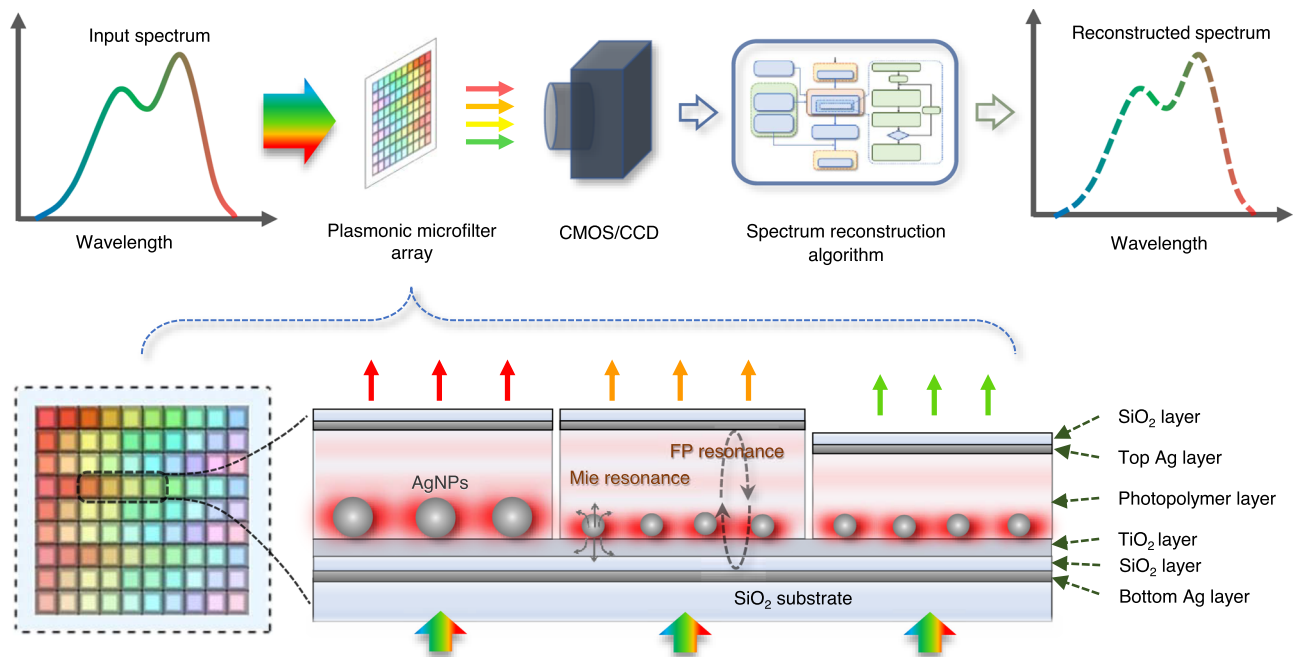 Input spectrum
Wavelength
Plasmonic microfilter
array
CMOS/CCD
Spectrum reconstruction
algorithm
Reconstructed spectrum
Wavelength
AgNPs
Mie resonance
FP resonance
SiO₂ substrate
SiO₂ layer
Top Ag layer
Photopolymer layer
TiO₂ layer
SiO₂ layer
Bottom Ag layer